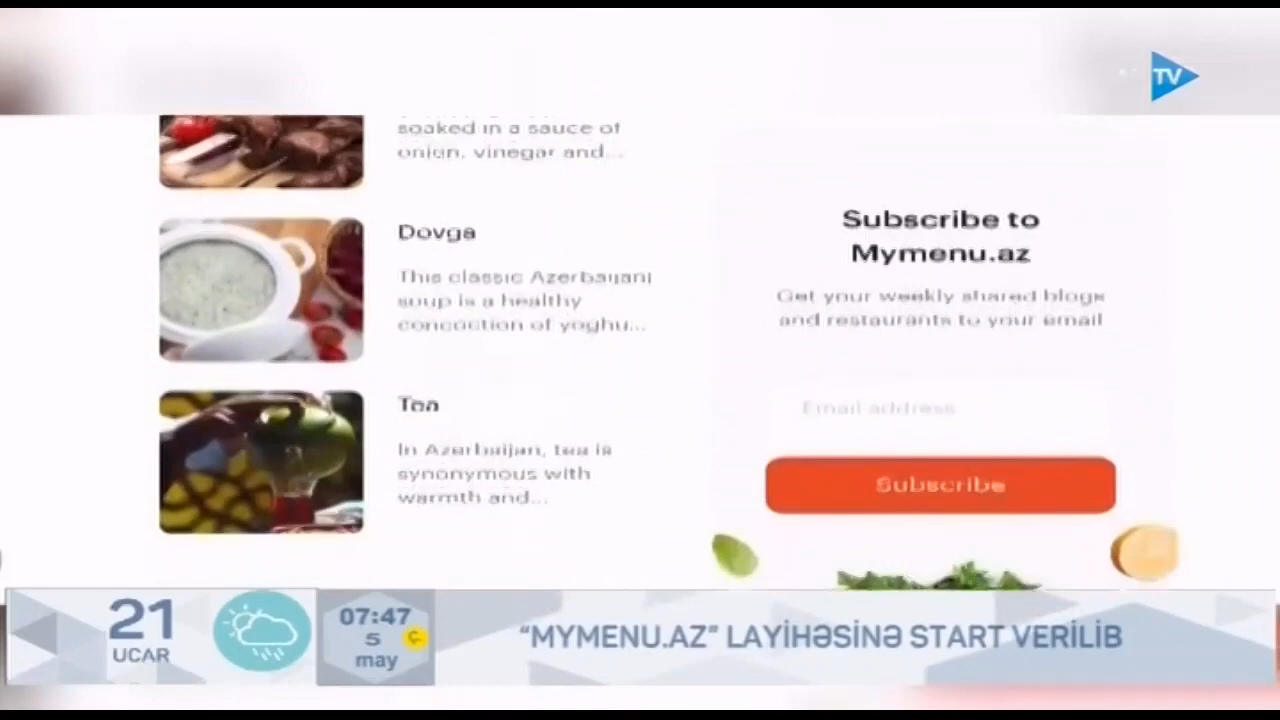 TV
soaked in a sauce of
onion, vinegar and...
Dovga
This classic Azerbaijani
soup is a healthy
concoction of yoghu...
Tea
In Azerbaijan, tea is
synonymous with
warmth and...
Subscribe to
Mymenu.az
Get your weekly shared blogs
and restaurants to your email
Email address
Subscribe
21
UCAR
07:47
5
Ç.
may
“MYMENU.AZ” LAYİHƏSİNƏ START VERİLİB